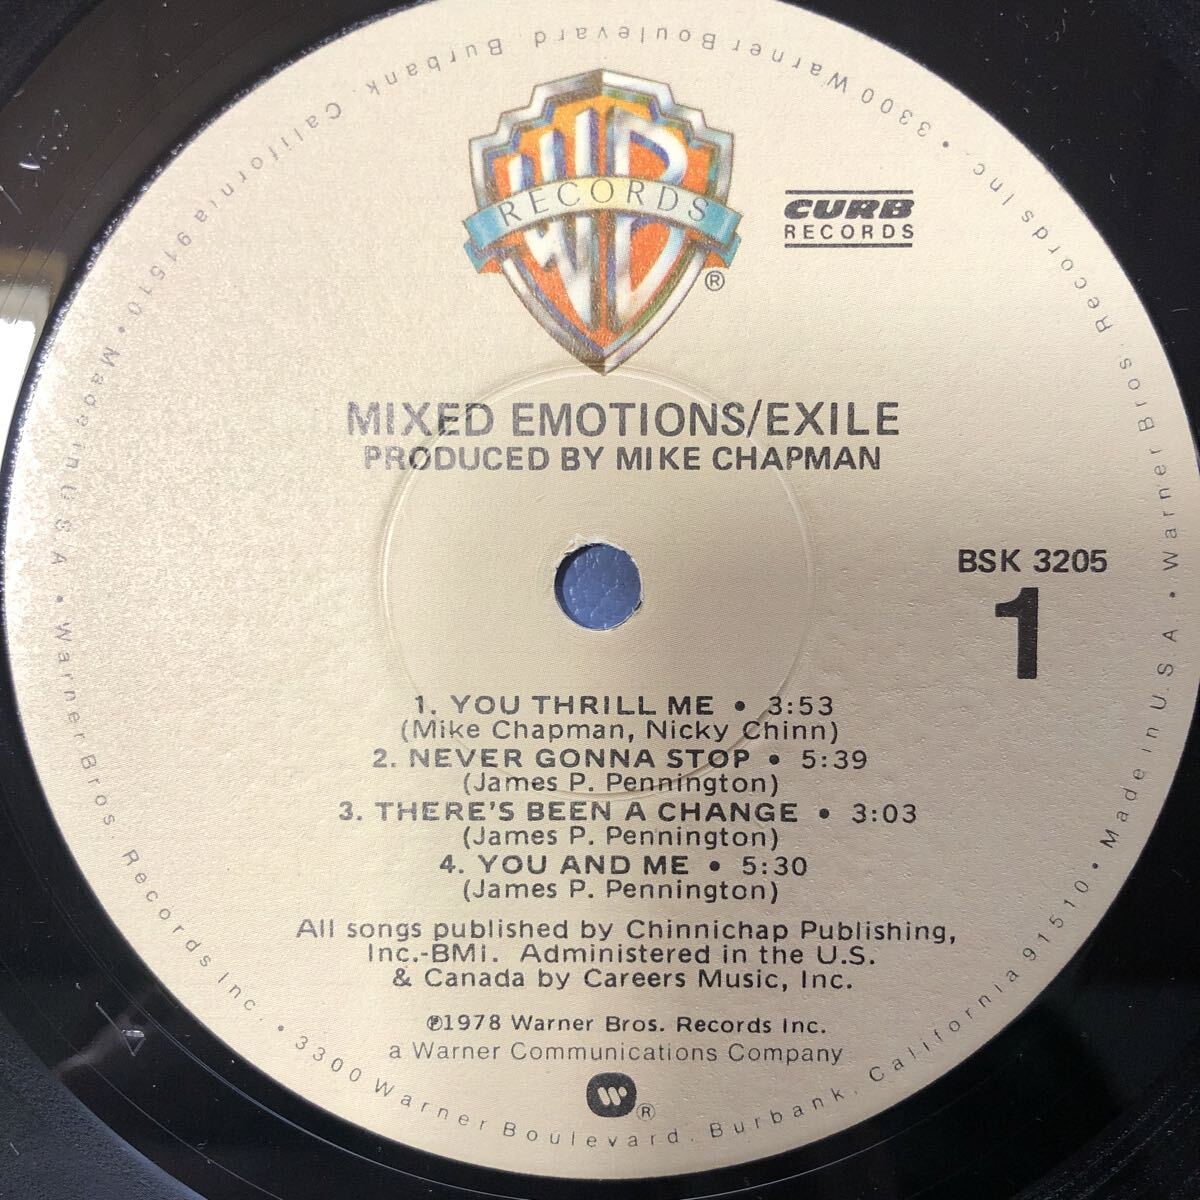 WB
RECORDS
®
CURB
RECORDS
MIXED EMOTIONS/EXILE
PRODUCED BY MIKE CHAPMAN
BSK 3205
1
1. YOU THRILL ME • 3:53
(Mike Chapman, Nicky Chinn)
2. NEVER GONNA STOP • 5:39
(James P. Pennington)
3. THERE'S BEEN A CHANGE • 3:03
(James P. Pennington)
4. YOU AND ME • 5:30
(James P. Pennington)
All songs published by Chinnichap Publishing,
Inc.-BMI. Administered in the U.S.
& Canada by Careers Music, Inc.
℗1978 Warner Bros. Records Inc.
a Warner Communications Company
®
Warner Bros. Records Inc. • 3300 Warner Boulevard, Burbank, California 91510 • Made in U.S.A. •
Warner Bros. Records Inc. • 3300 Warner Boulevard, Burbank, California 91510 • Made in U.S.A. •